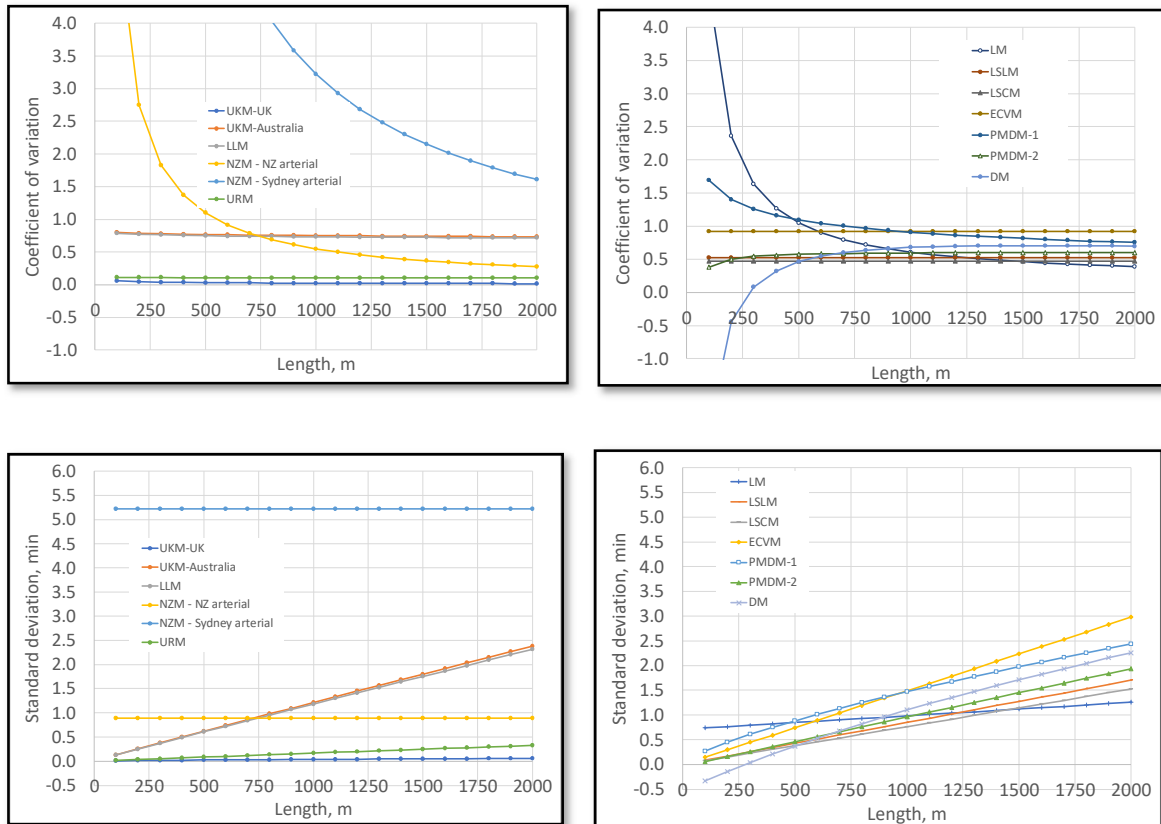 4.0
3.5
3.0
2.5
2.0
1.5
1.0
0.5
0.0
-0.5
-1.0
0 250 500 750 1000 1250 1500 1750 2000
Coefficient of variation
Length, m
UKM-UK
UKM-Australia
LLM
NZM - NZ arterial
NZM - Sydney arterial
URM
4.0
3.5
3.0
2.5
2.0
1.5
1.0
0.5
0.0
-0.5
-1.0
0 250 500 750 1000 1250 1500 1750 2000
Coefficient of variation
Length, m
LM
LSLM
LSCM
ECVM
PMDM-1
PMDM-2
DM
6.0
5.5
5.0
4.5
4.0
3.5
3.0
2.5
2.0
1.5
1.0
0.5
0.0
-0.5
0 250 500 750 1000 1250 1500 1750 2000
Standard deviation, min
Length, m
UKM-UK
UKM-Australia
LLM
NZM - NZ arterial
NZM - Sydney arterial
URM
6.0
5.5
5.0
4.5
4.0
3.5
3.0
2.5
2.0
1.5
1.0
0.5
0.0
-0.5
0 250 500 750 1000 1250 1500 1750 2000
Standard deviation, min
Length, m
LM
LSLM
LSCM
ECVM
PMDM-1
PMDM-2
DM